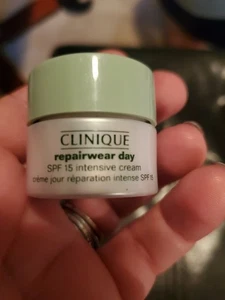 CLINIQUE
repairwear day
SPF 15 intensive cream
crème jour réparation intense SPF 15